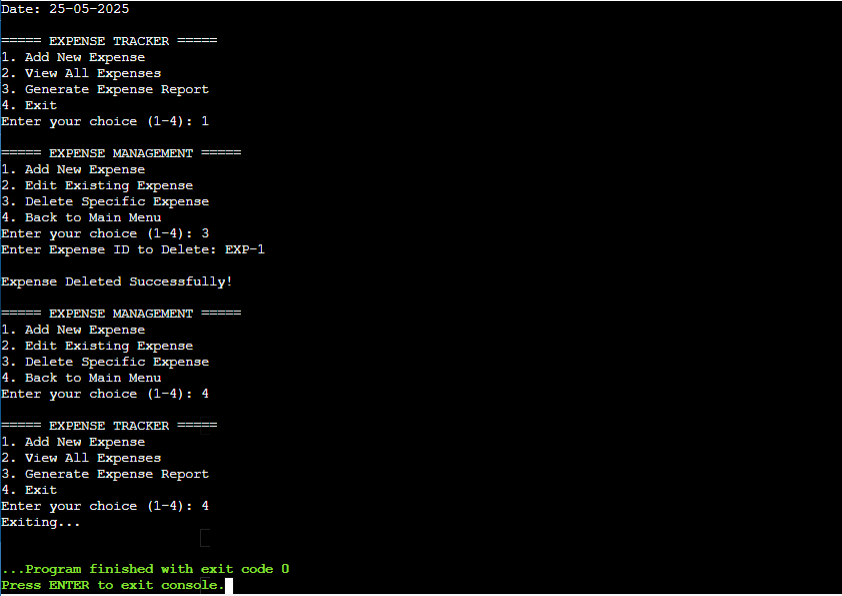 Date: 25-05-2025
===== EXPENSE TRACKER =====
1. Add New Expense
2. View All Expenses
3. Generate Expense Report
4. Exit
Enter your choice (1-4): 1
===== EXPENSE MANAGEMENT =====
1. Add New Expense
2. Edit Existing Expense
3. Delete Specific Expense
4. Back to Main Menu
Enter your choice (1-4): 3
Enter Expense ID to Delete: EXP-1
Expense Deleted Successfully!
===== EXPENSE MANAGEMENT =====
1. Add New Expense
2. Edit Existing Expense
3. Delete Specific Expense
4. Back to Main Menu
Enter your choice (1-4): 4
===== EXPENSE TRACKER =====
1. Add New Expense
2. View All Expenses
3. Generate Expense Report
4. Exit
Enter your choice (1-4): 4
Exiting...
...Program finished with exit code 0
Press ENTER to exit console.